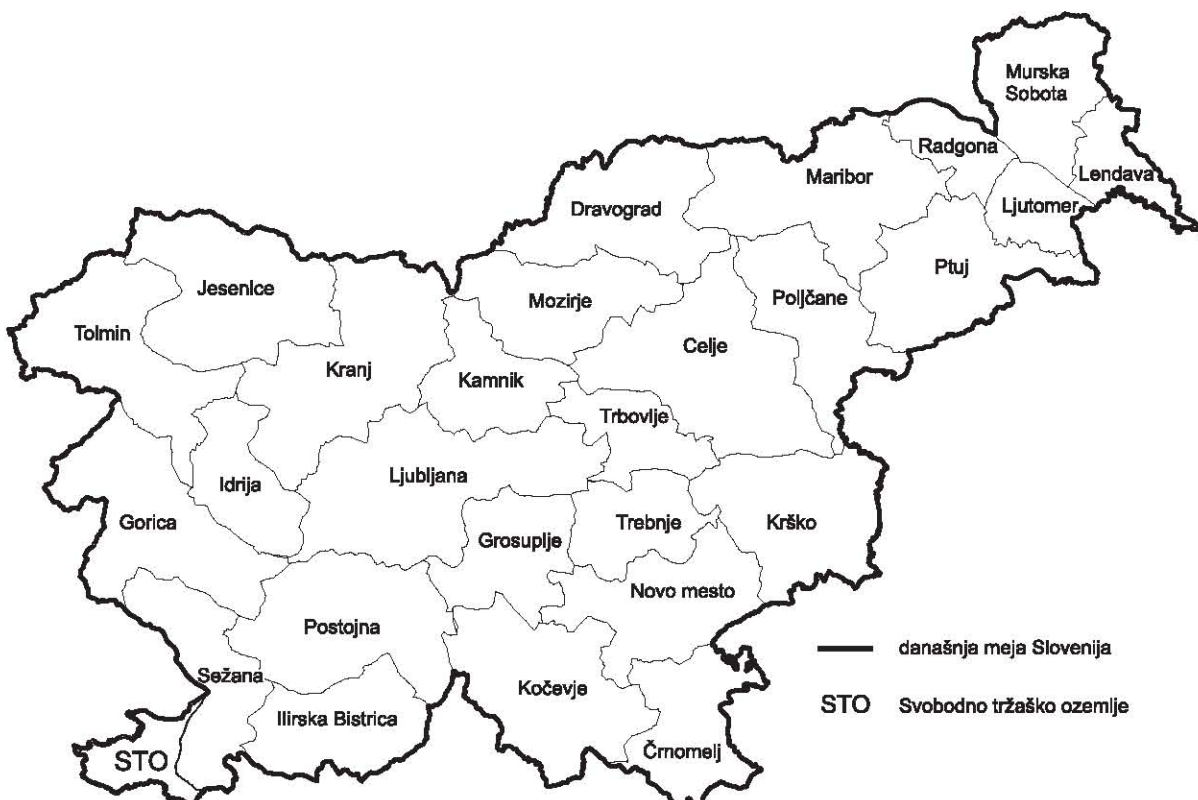 Murska
Sobota
Radgona
Lendava
Maribor
Ljutomer
Dravograd
Ptuj
Jesenice
Mozirje
Poljčane
Tolmin
Celje
Kranj
Kamnik
Trbovlje
Idrija
Ljubljana
Gorica
Grosuplje
Trebnje
Krško
Novo mesto
Postojna
Sežana
Kočevje
Ilirska Bistrica
Črnomelj
STO
današnja meja Slovenija
STO Svobodno tržaško ozemlje